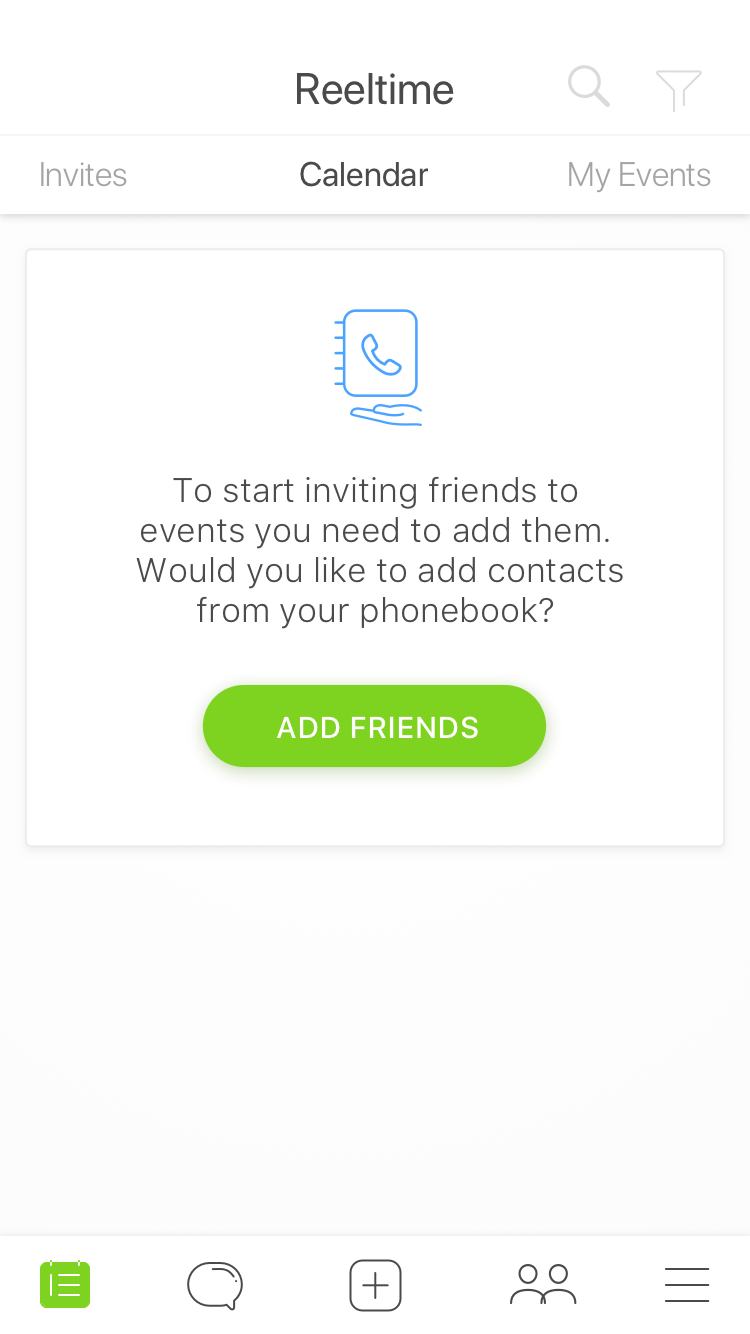 Reeltime
Invites
Calendar
My Events
To start inviting friends to
events you need to add them.
Would you like to add contacts
from your phonebook?
ADD FRIENDS